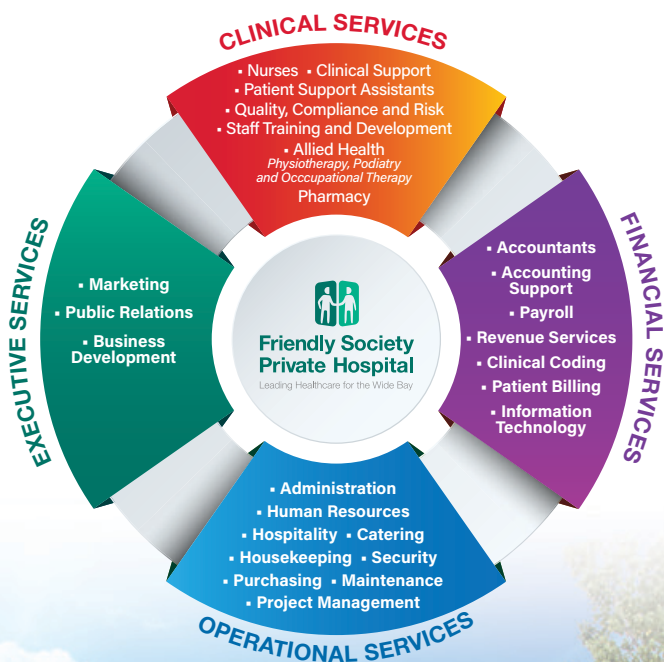 CLINICAL SERVICES
▪ Nurses ▪ Clinical Support
▪ Patient Support Assistants
▪ Quality, Compliance and Risk
▪ Staff Training and Development
▪ Allied Health
Physiotherapy, Podiatry
and Occcupational Therapy
Pharmacy
EXECUTIVE SERVICES
▪ Marketing
▪ Public Relations
▪ Business
Development
Friendly Society
Private Hospital
Leading Healthcare for the Wide Bay
FINANCIAL SERVICES
▪ Accountants
▪ Accounting
Support
▪ Payroll
▪ Revenue Services
▪ Clinical Coding
▪ Patient Billing
▪ Information
Technology
▪ Administration
▪ Human Resources
▪ Hospitality ▪ Catering
▪ Housekeeping ▪ Security
▪ Purchasing ▪ Maintenance
▪ Project Management
OPERATIONAL SERVICES